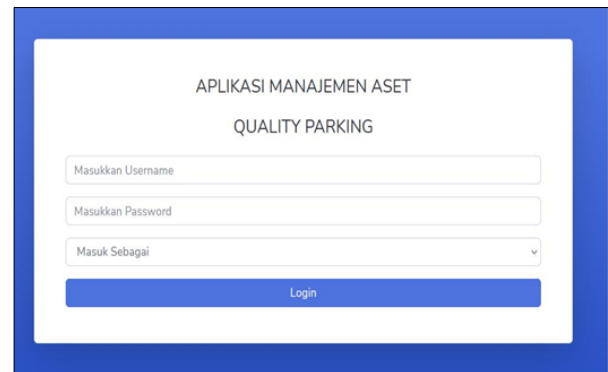 APLIKASI MANAJEMEN ASET
QUALITY PARKING
Masukkan Username
Masukkan Password
Masuk Sebagai
Login